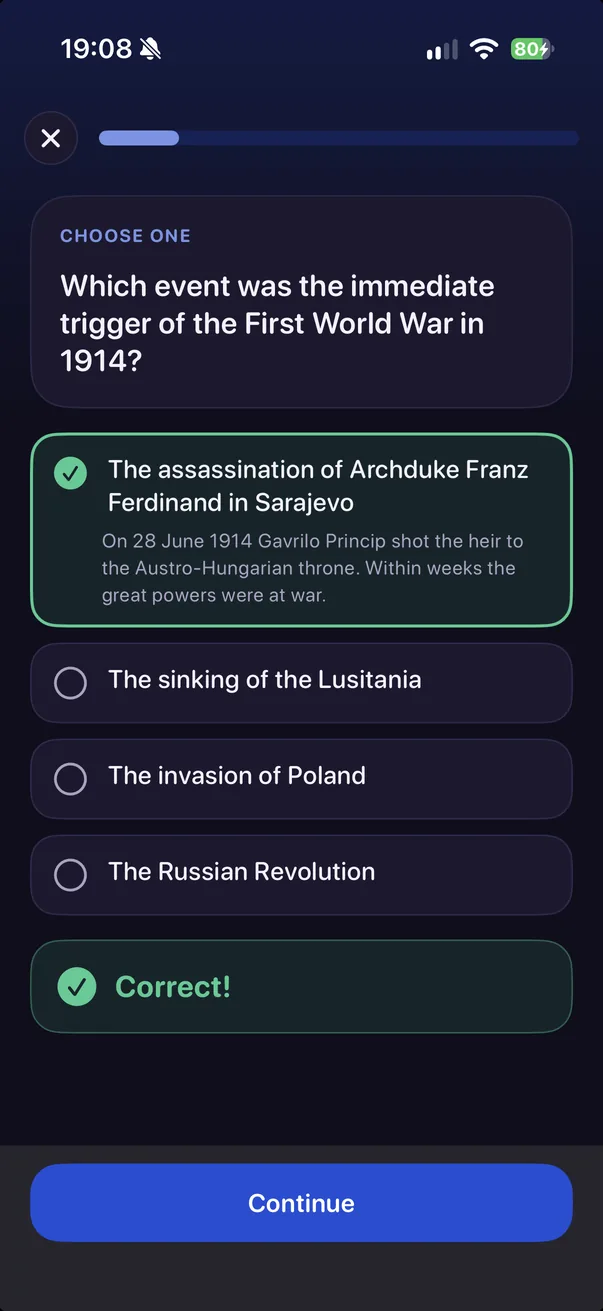 19:08
80
CHOOSE ONE
Which event was the immediate
trigger of the First World War in
1914?
The assassination of Archduke Franz
Ferdinand in Sarajevo
On 28 June 1914 Gavrilo Princip shot the heir to
the Austro-Hungarian throne. Within weeks the
great powers were at war.
The sinking of the Lusitania
The invasion of Poland
The Russian Revolution
Correct!
Continue